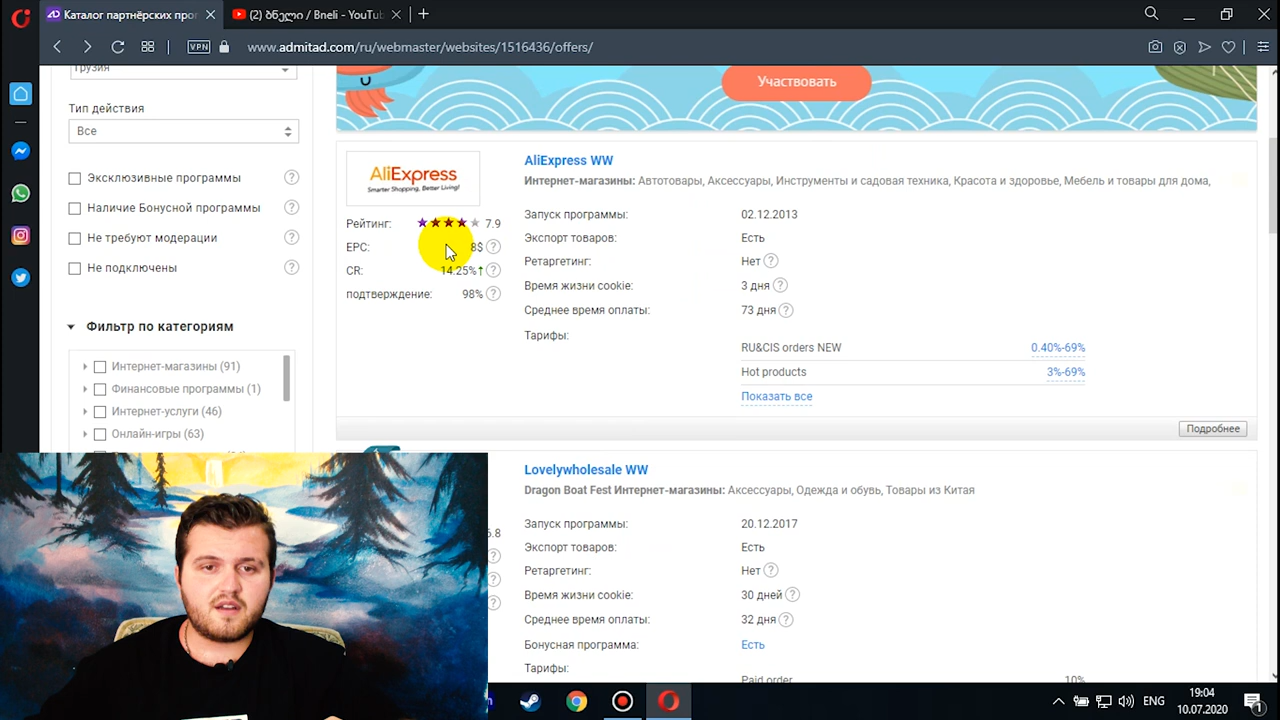 Каталог партнёрских про
(2) ბნელი / Bneli - YouTub
VPN
www.admitad.com/ru/webmaster/websites/1516436/offers/
Грузия
Тип действия
Все
Эксклюзивные программы
Наличие Бонусной программы
Не требуют модерации
Не подключены
Фильтр по категориям
Интернет-магазины (91)
Финансовые программы (1)
Интернет-услуги (46)
Онлайн-игры (63)
Участвовать
AliExpress
Smarter Shopping, Better Living!
Рейтинг: 7.9
EPC: 8$
CR: 14.25%↑
подтверждение: 98%
AliExpress WW
Интернет-магазины: Автотовары, Аксессуары, Инструменты и садовая техника, Красота и здоровье, Мебель и товары для дома,
Запуск программы: 02.12.2013
Экспорт товаров: Есть
Ретаргетинг: Нет
Время жизни cookie: 3 дня
Среднее время оплаты: 73 дня
Тарифы:
RU&CIS orders NEW 0.40%-69%
Hot products 3%-69%
Показать все
Подробнее
6.8
Lovelywholesale WW
Dragon Boat Fest Интернет-магазины: Аксессуары, Одежда и обувь, Товары из Китая
Запуск программы: 20.12.2017
Экспорт товаров: Есть
Ретаргетинг: Нет
Время жизни cookie: 30 дней
Среднее время оплаты: 32 дня
Бонусная программа: Есть
Тарифы:
Paid order 10%
ENG
19:04
10.07.2020
1